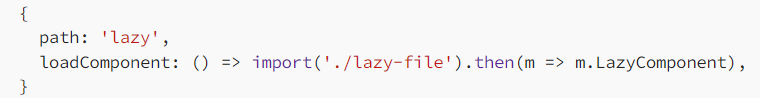 {
  path: 'lazy',
  loadComponent: () => import('./lazy-file').then(m => m.LazyComponent),
}